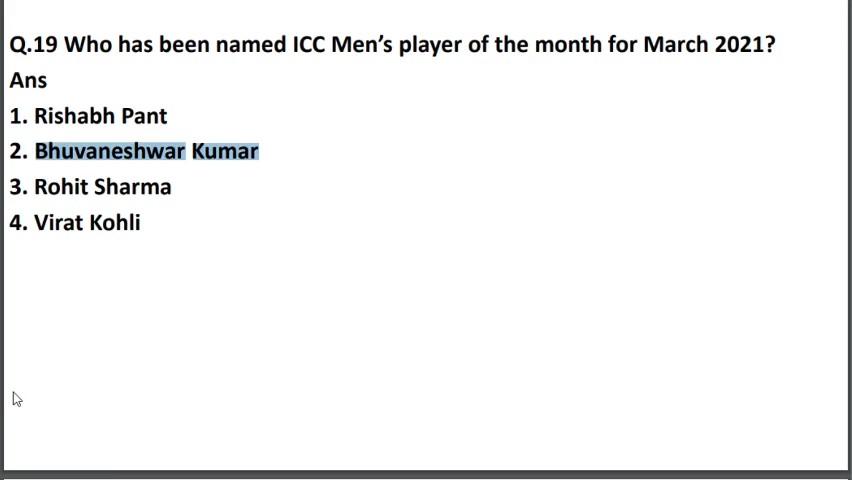 Q.19 Who has been named ICC Men’s player of the month for March 2021?
Ans
1. Rishabh Pant
2. Bhuvaneshwar Kumar
3. Rohit Sharma
4. Virat Kohli